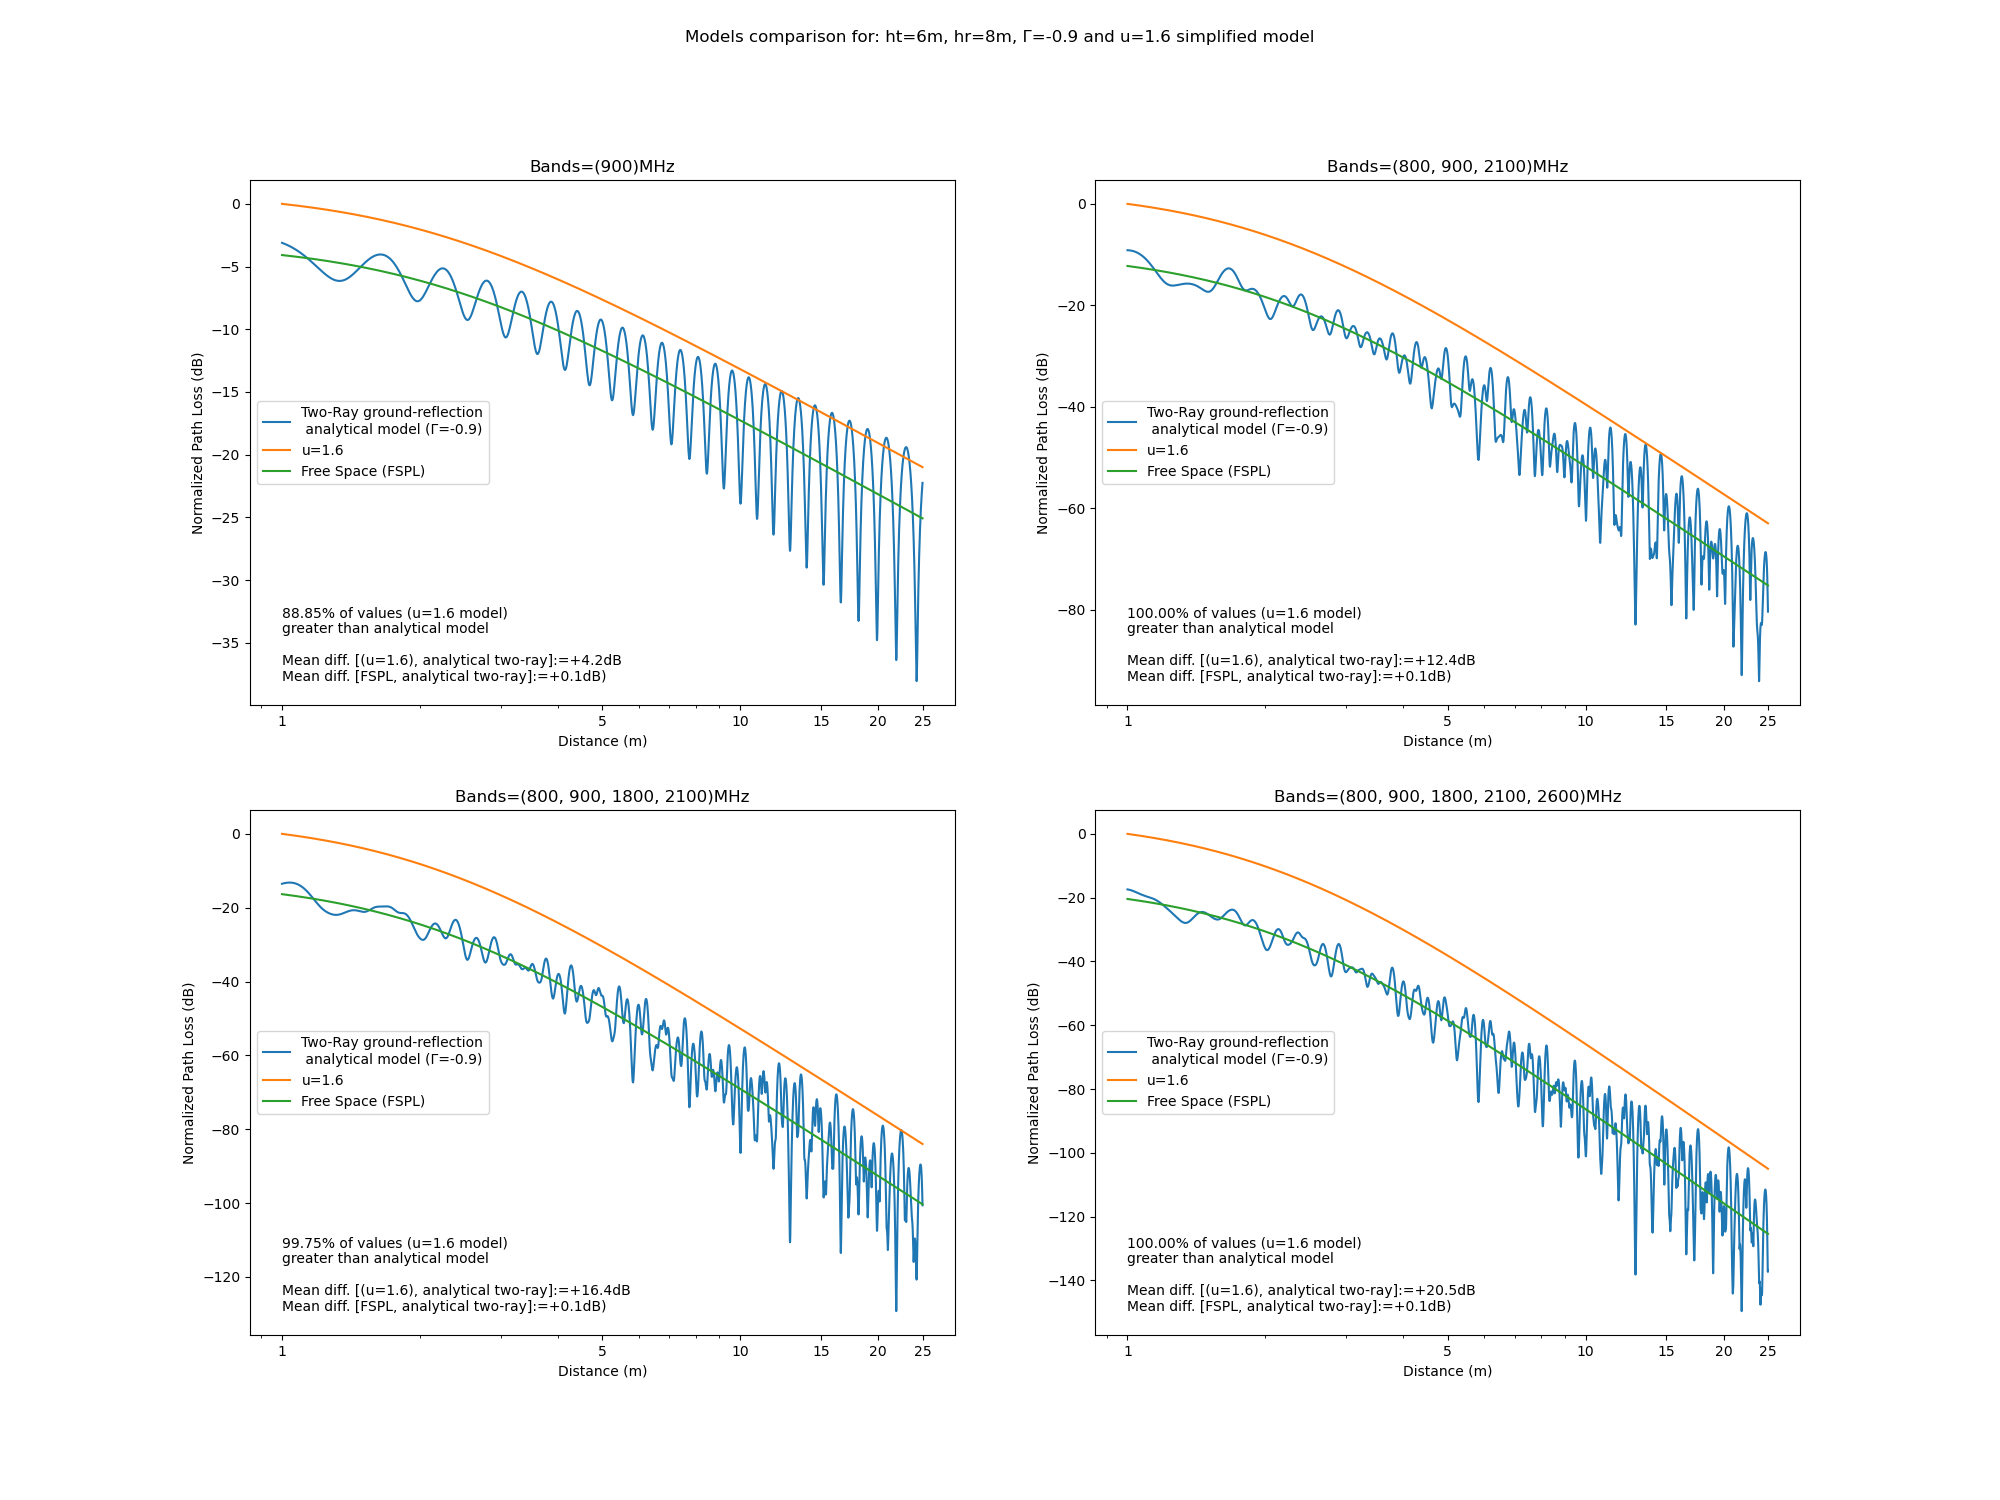 Models comparison for: ht=6m, hr=8m, Γ=-0.9 and u=1.6 simplified model
Bands=(900)MHz
0
−5
−10
−15
−20
−25
−30
−35
Normalized Path Loss (dB)
Two-Ray ground-reflection
analytical model (Γ=-0.9)
u=1.6
Free Space (FSPL)
88.85% of values (u=1.6 model)
greater than analytical model
Mean diff. [(u=1.6), analytical two-ray]:=+4.2dB
Mean diff. [FSPL, analytical two-ray]:=+0.1dB)
1 5 10 15 20 25
Distance (m)
Bands=(800, 900, 2100)MHz
0
−20
−40
−60
−80
Normalized Path Loss (dB)
Two-Ray ground-reflection
analytical model (Γ=-0.9)
u=1.6
Free Space (FSPL)
100.00% of values (u=1.6 model)
greater than analytical model
Mean diff. [(u=1.6), analytical two-ray]:=+12.4dB
Mean diff. [FSPL, analytical two-ray]:=+0.1dB)
1 5 10 15 20 25
Distance (m)
Bands=(800, 900, 1800, 2100)MHz
0
−20
−40
−60
−80
−100
−120
Normalized Path Loss (dB)
Two-Ray ground-reflection
analytical model (Γ=-0.9)
u=1.6
Free Space (FSPL)
99.75% of values (u=1.6 model)
greater than analytical model
Mean diff. [(u=1.6), analytical two-ray]:=+16.4dB
Mean diff. [FSPL, analytical two-ray]:=+0.1dB)
1 5 10 15 20 25
Distance (m)
Bands=(800, 900, 1800, 2100, 2600)MHz
0
−20
−40
−60
−80
−100
−120
−140
Normalized Path Loss (dB)
Two-Ray ground-reflection
analytical model (Γ=-0.9)
u=1.6
Free Space (FSPL)
100.00% of values (u=1.6 model)
greater than analytical model
Mean diff. [(u=1.6), analytical two-ray]:=+20.5dB
Mean diff. [FSPL, analytical two-ray]:=+0.1dB)
1 5 10 15 20 25
Distance (m)